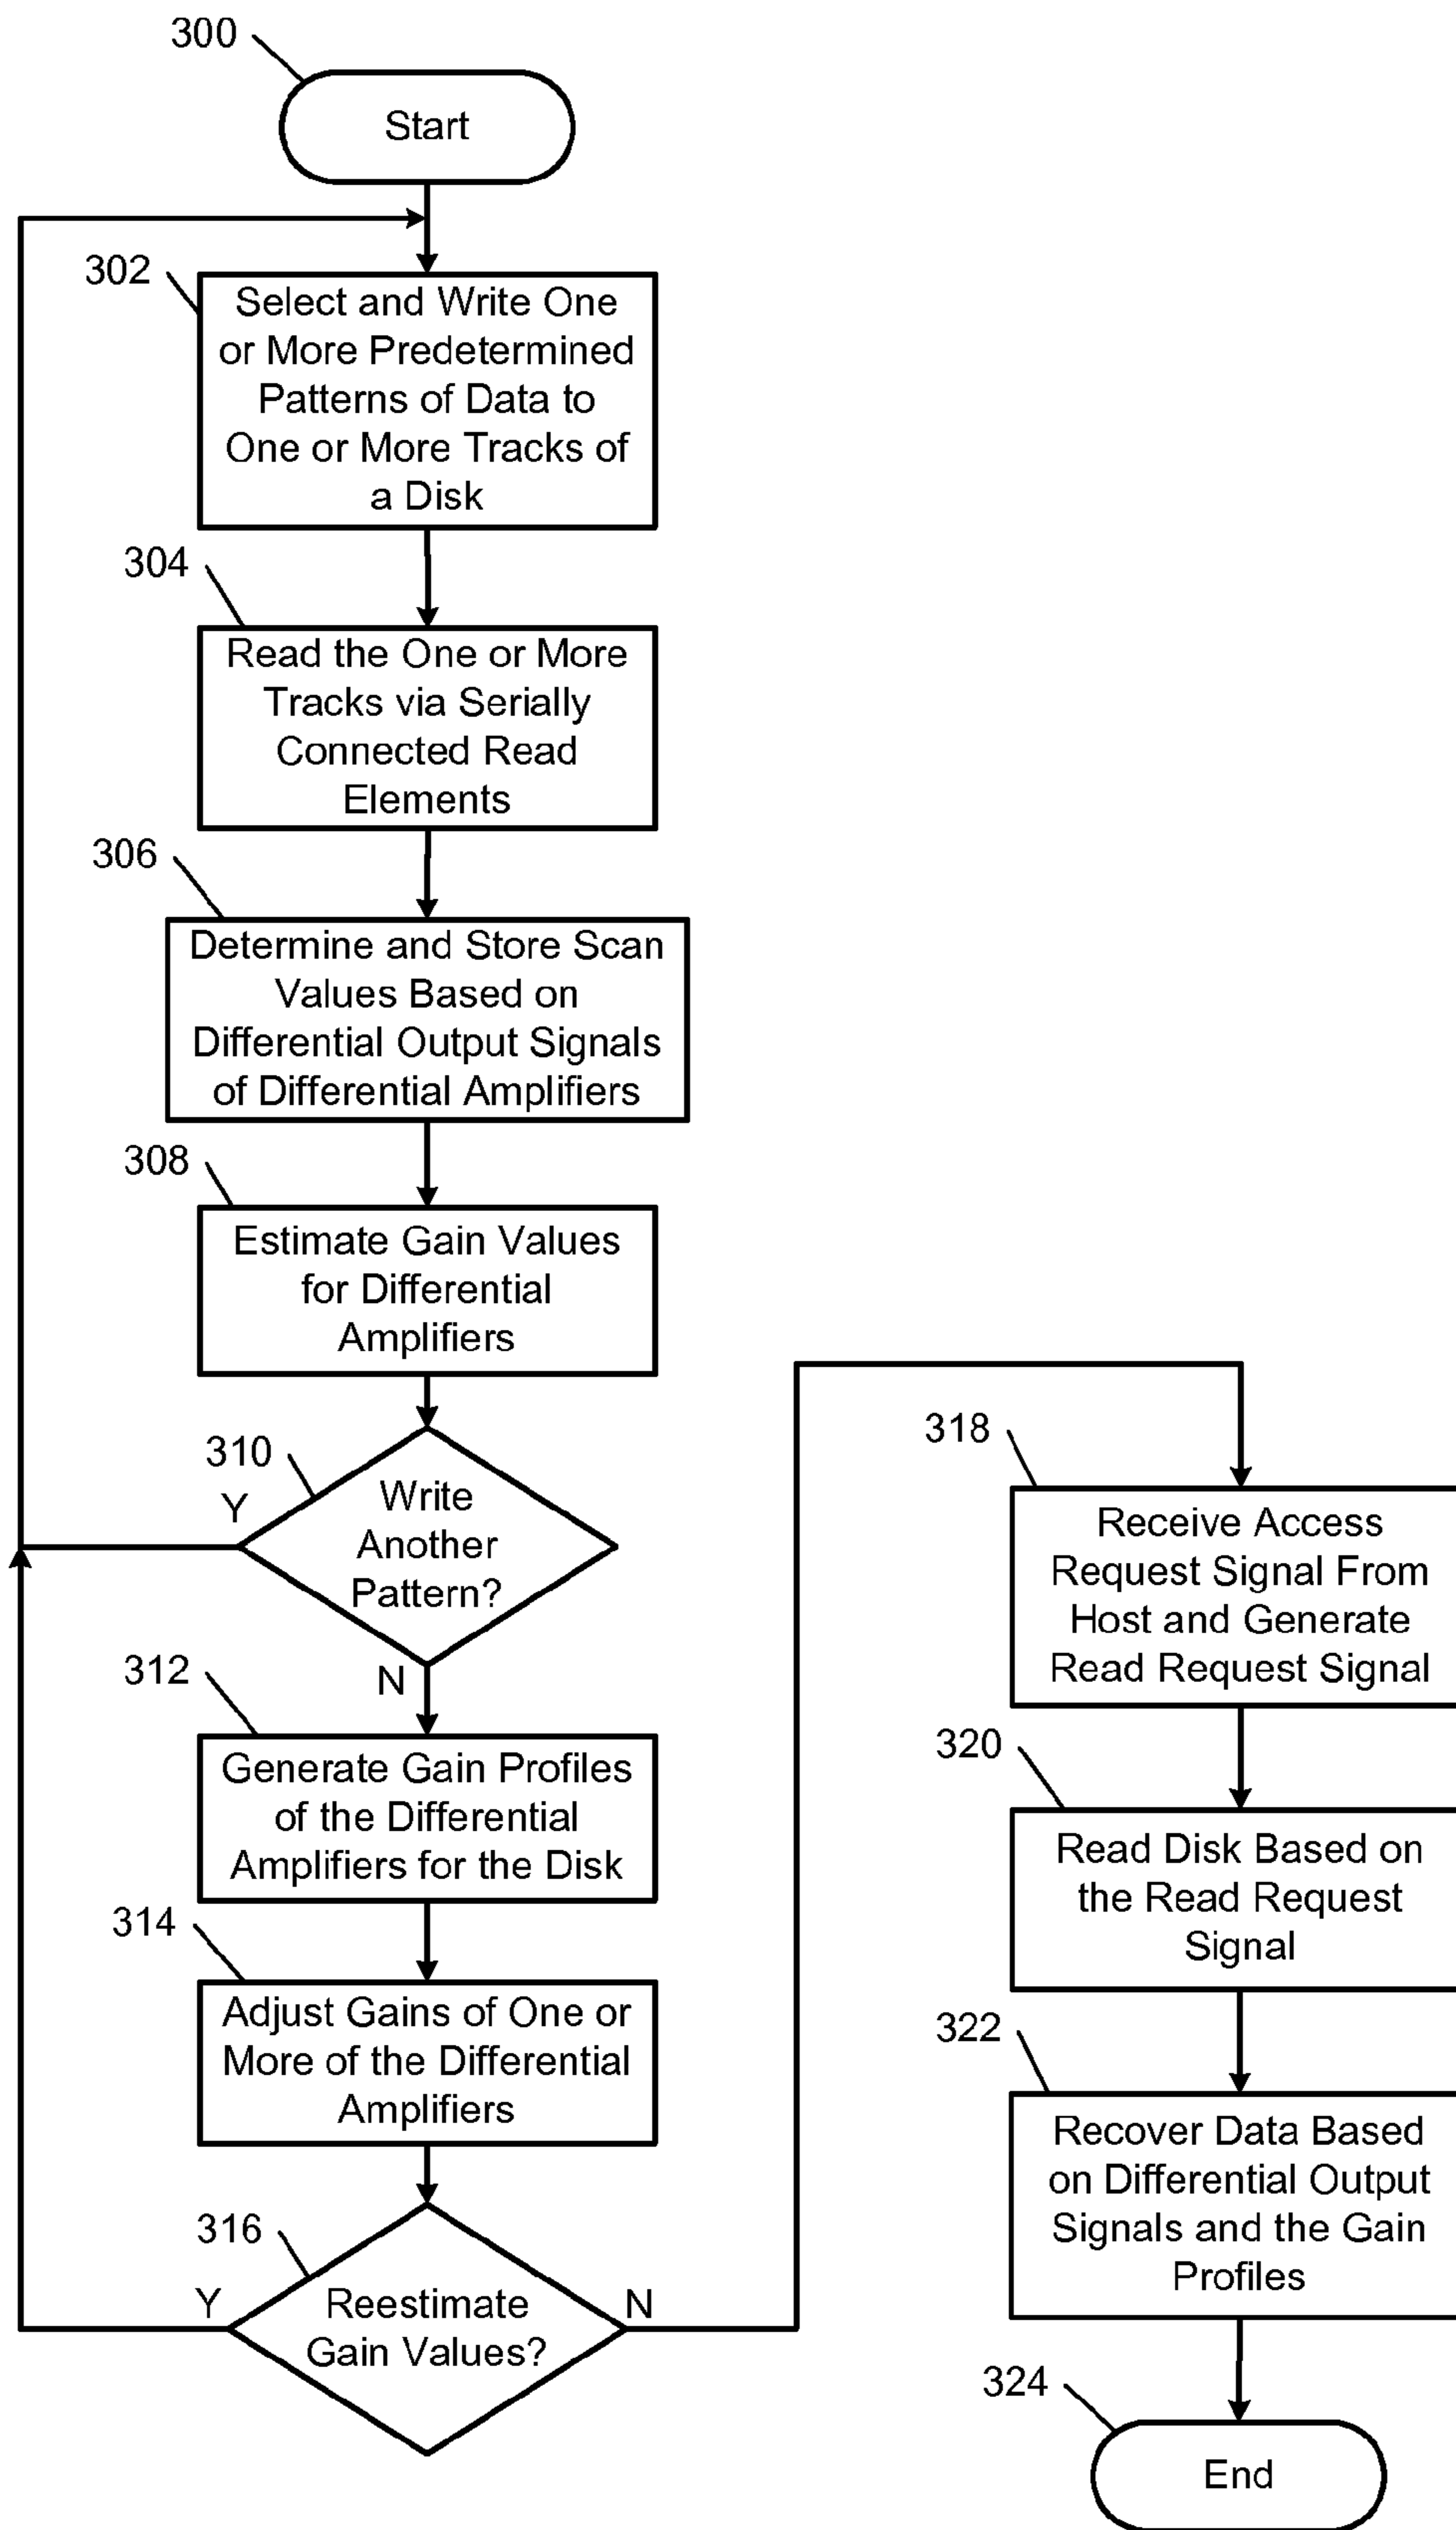 300
Start
302
Select and Write One
or More Predetermined
Patterns of Data to
One or More Tracks of
a Disk
304
Read the One or More
Tracks via Serially
Connected Read
Elements
306
Determine and Store Scan
Values Based on
Differential Output Signals
of Differential Amplifiers
308
Estimate Gain Values
for Differential
Amplifiers
310
Y
Write
Another
Pattern?
N
312
Generate Gain Profiles
of the Differential
Amplifiers for the Disk
314
Adjust Gains of One or
More of the Differential
Amplifiers
316
Y
Reestimate
Gain Values?
N
318
Receive Access
Request Signal From
Host and Generate
Read Request Signal
320
Read Disk Based on
the Read Request
Signal
322
Recover Data Based
on Differential Output
Signals and the Gain
Profiles
324
End